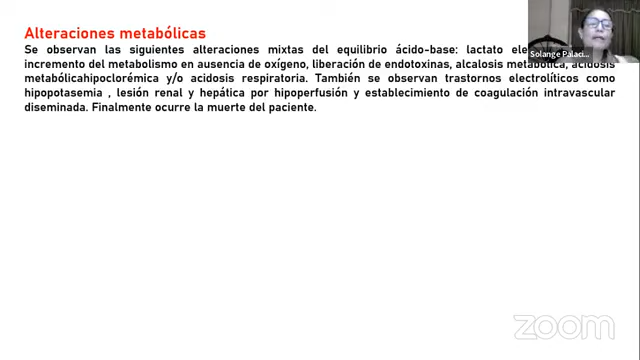 Alteraciones metabólicas
Se observan las siguientes alteraciones mixtas del equilibrio ácido-base: lactato
incremento del metabolismo en ausencia de oxígeno, liberación de endotoxinas, alcalosis metabólica, acidosis
metabólicahipoclorémica y/o acidosis respiratoria. También se observan trastornos electrolíticos como
hipopotasemia , lesión renal y hepática por hipoperfusión y establecimiento de coagulación intravascular
diseminada. Finalmente ocurre la muerte del paciente.
Solange Palaci...
zoom